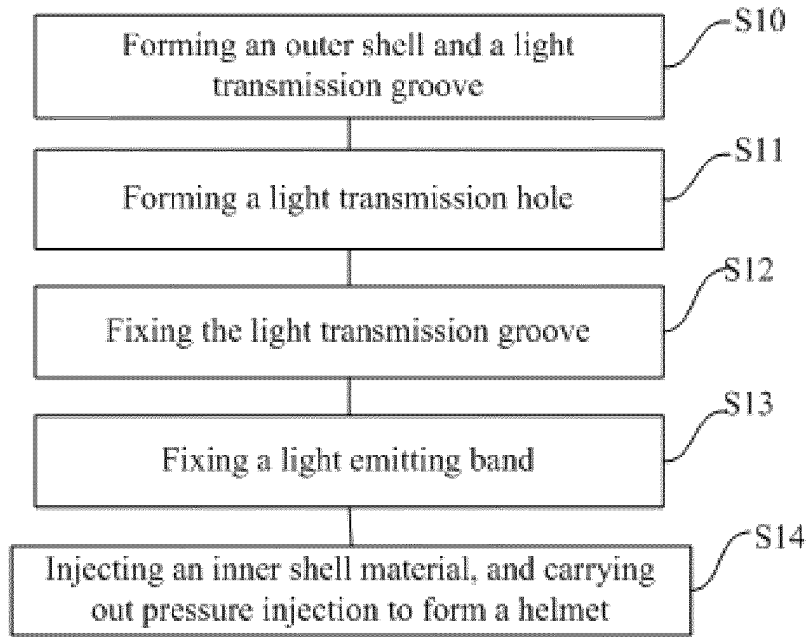 Forming an outer shell and a light
transmission groove
S10
Forming a light transmission hole
S11
Fixing the light transmission groove
S12
Fixing a light emitting band
S13
Injecting an inner shell material, and carrying
out pressure injection to form a helmet
S14